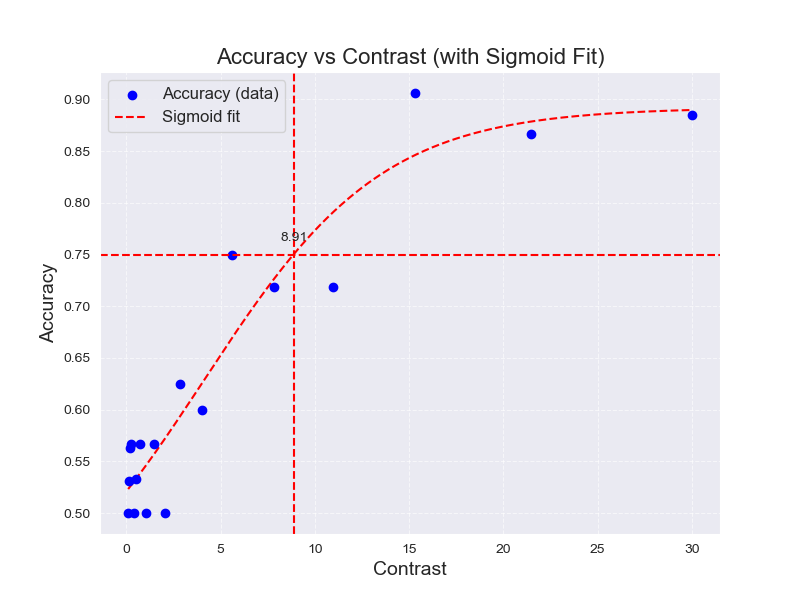 Accuracy vs Contrast (with Sigmoid Fit)
Accuracy (data)
Sigmoid fit
8.91
Accuracy
0.90
0.85
0.80
0.75
0.70
0.65
0.60
0.55
0.50
0 5 10 15 20 25 30
Contrast